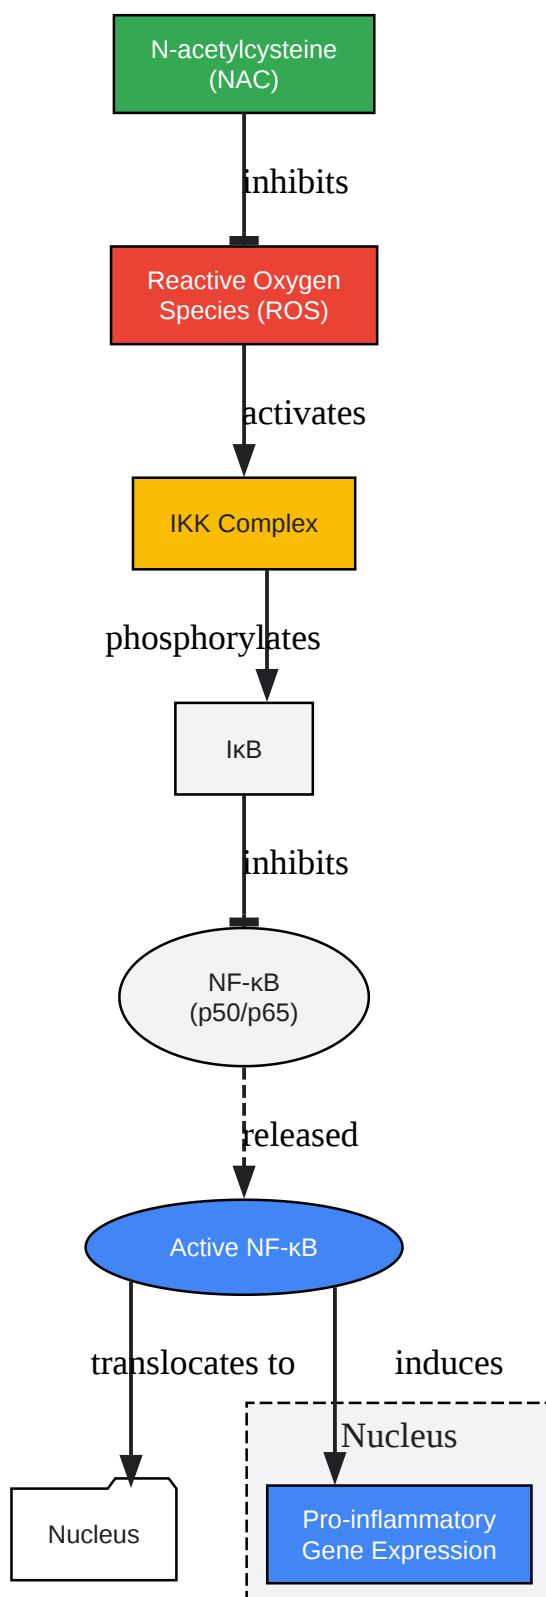 N-acetylcysteine
(NAC)
inhibits
Reactive Oxygen
Species (ROS)
activates
IKK Complex
phosphorylates
IκB
inhibits
NF-κB
(p50/p65)
released
Active NF-κB
translocates to
induces
Nucleus
Nucleus
Pro-inflammatory
Gene Expression